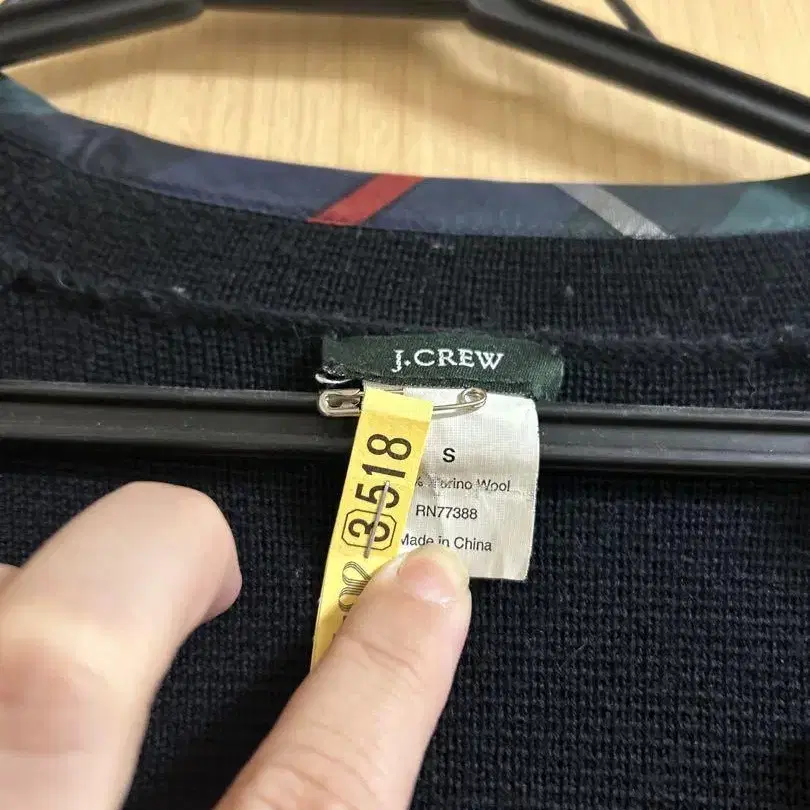 J.CREW
S
% Merino Wool
RN77388
Made in China
3518